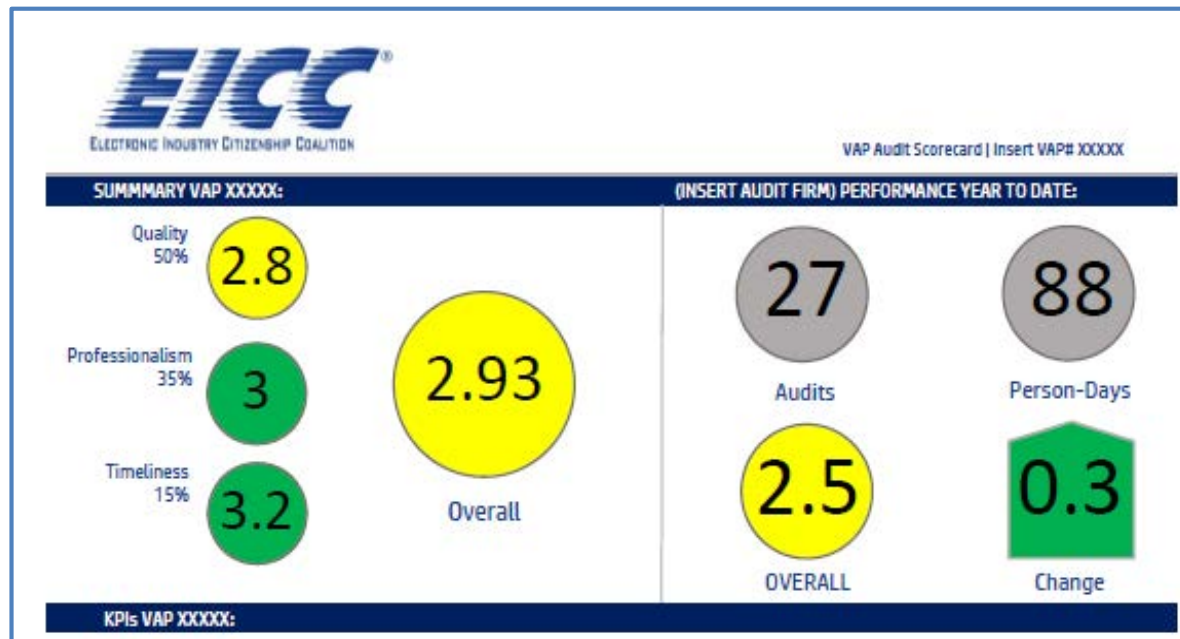 EICC®
ELECTRONIC INDUSTRY CITIZENSHIP COALITION
VAP Audit Scorecard | Insert VAP# XXXXX
SUMMMARY VAP XXXXX:
Quality
50%
2.8
Professionalism
35%
3
Timeliness
15%
3.2
2.93
Overall
(INSERT AUDIT FIRM) PERFORMANCE YEAR TO DATE:
27
Audits
88
Person-Days
2.5
OVERALL
0.3
Change
KPIs VAP XXXXX: